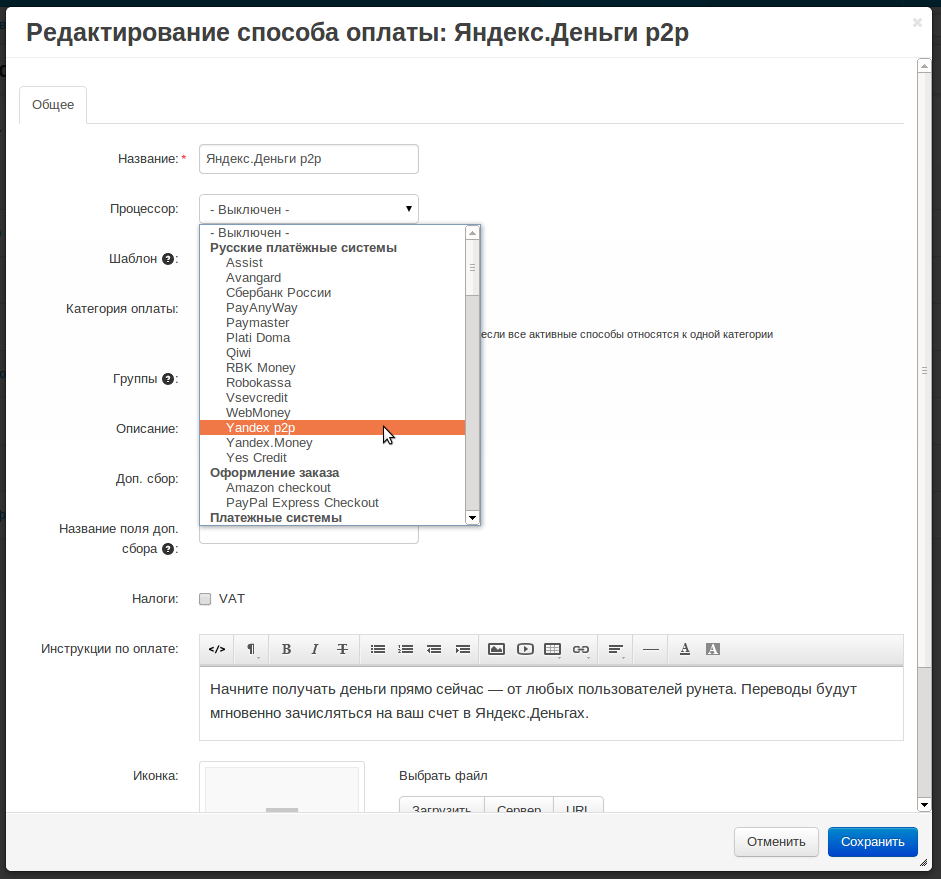 Редактирование способа оплаты: Яндекс.Деньги p2p
Общее
Название: *
Яндекс.Деньги p2p
Процессор:
- Выключен -
- Выключен -
Русские платёжные системы
Assist
Avangard
Сбербанк России
PayAnyWay
Paymaster
Plati Doma
Qiwi
RBK Money
Robokassa
Vsevcredit
WebMoney
Yandex p2p
Yandex.Money
Yes Credit
Оформление заказа
Amazon checkout
PayPal Express Checkout
Платежные системы
Шаблон ?:
Категория оплаты:
если все активные способы относятся к одной категории
Группы ?:
Описание:
Доп. сбор:
Название поля доп.
сбора ?:
Налоги:
VAT
Инструкции по оплате:
Начните получать деньги прямо сейчас — от любых пользователей рунета. Переводы будут
мгновенно зачисляться на ваш счет в Яндекс.Деньгах.
Иконка:
Выбрать файл
Загрузить Сервер URL
Отменить Сохранить